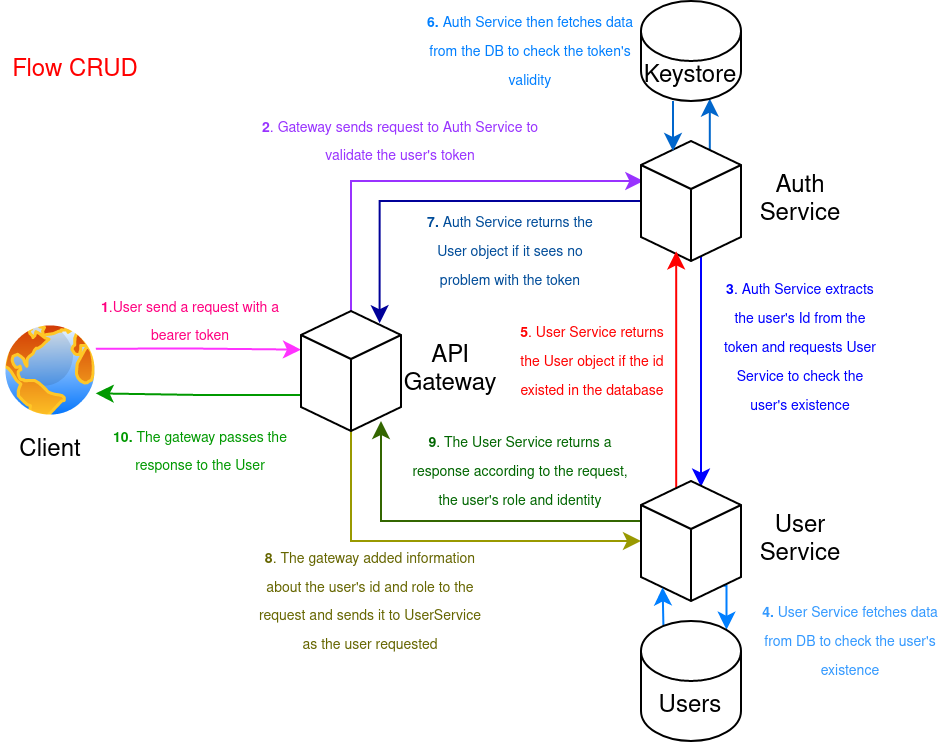 Flow CRUD
6. Auth Service then fetches data
from the DB to check the token's
validity
Keystore
2. Gateway sends request to Auth Service to
validate the user's token
Auth
Service
7. Auth Service returns the
User object if it sees no
problem with the token
3. Auth Service extracts
the user's Id from the
token and requests User
Service to check the
user's existence
1.User send a request with a
bearer token
5. User Service returns
the User object if the id
existed in the database
API
Gateway
Client
10. The gateway passes the
response to the User
9. The User Service returns a
response according to the request,
the user's role and identity
User
Service
8. The gateway added information
about the user's id and role to the
request and sends it to UserService
as the user requested
4. User Service fetches data
from DB to check the user's
existence
Users